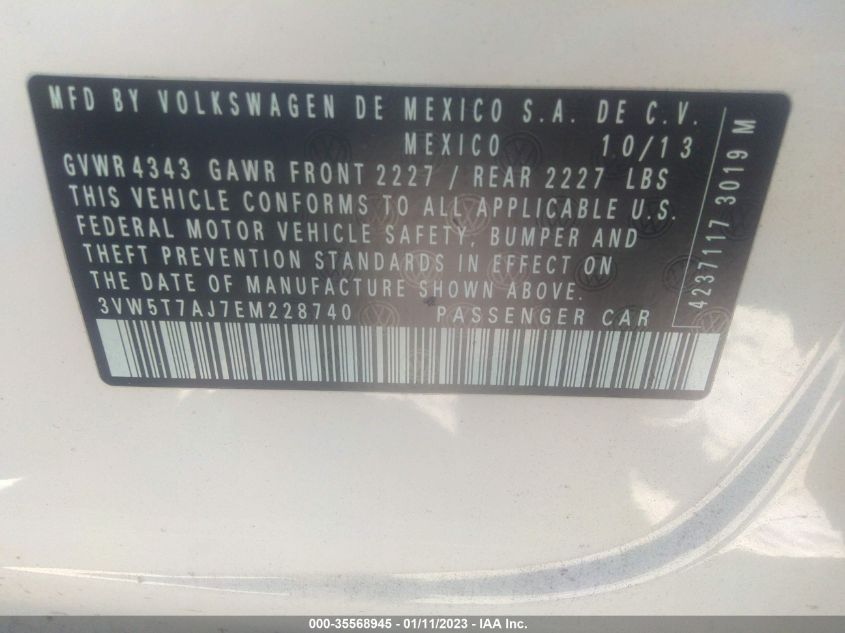 MFD BY VOLKSWAGEN DE MEXICO S.A. DE C.V.
MEXICO 10/13
GVWR 4343 GAWR FRONT 2227 / REAR 2227 LBS
THIS VEHICLE CONFORMS TO ALL APPLICABLE U.S.
FEDERAL MOTOR VEHICLE SAFETY, BUMPER AND
THEFT PREVENTION STANDARDS IN EFFECT ON
THE DATE OF MANUFACTURE SHOWN ABOVE.
3VW5T7AJ7EM228740 PASSENGER CAR
4237117 3019 M
000-35568945 - 01/11/2023 - IAA Inc.